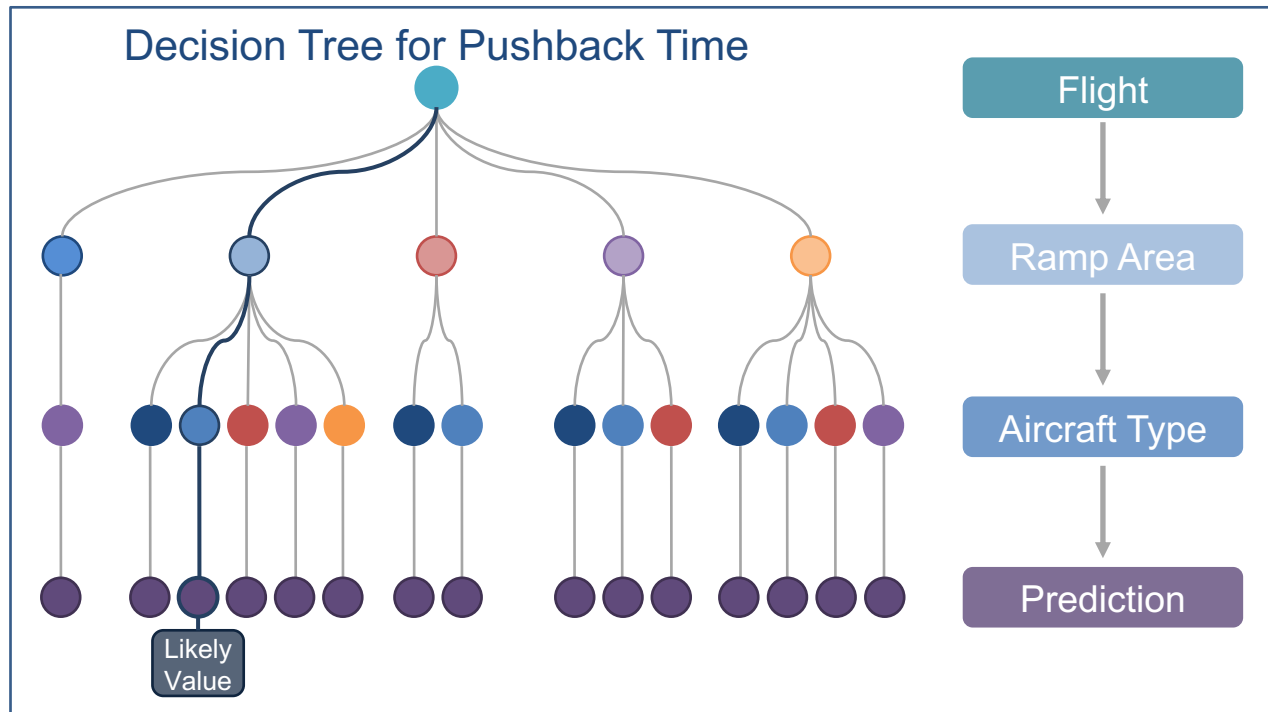 Decision Tree for Pushback Time
Flight
Ramp Area
Aircraft Type
Prediction
Likely
Value